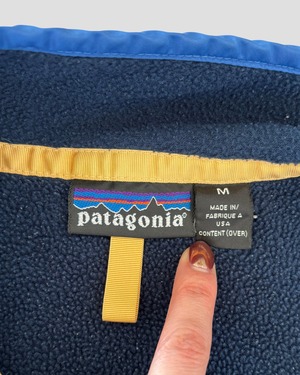 patagonia®
M
MADE IN/
FABRIQUE A
USA
CONTENT (OVER)